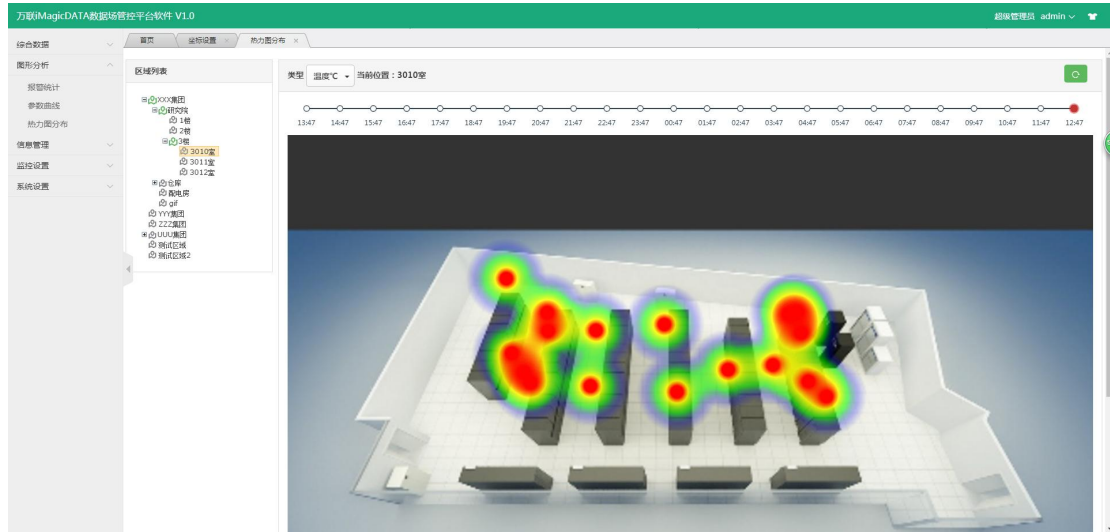 万联iMagicDATA数据场管控平台软件 V1.0
超级管理员 admin
综合数据
图形分析
报警统计
参数曲线
热力图分布
信息管理
监控设置
系统设置
首页 坐标设置 × 热力图分布 ×
区域列表
XXX集团
研究院
1楼
2楼
3楼
3010室
3011室
3012室
仓库
配电房
gif
YYY集团
ZZZ集团
UUU集团
测试区域
测试区域2
类型 温度℃ 当前位置：3010室
13:47 14:47 15:47 16:47 17:47 18:47 19:47 20:47 21:47 22:47 23:47 00:47 01:47 02:47 03:47 04:47 05:47 06:47 07:47 08:47 09:47 10:47 11:47 12:47